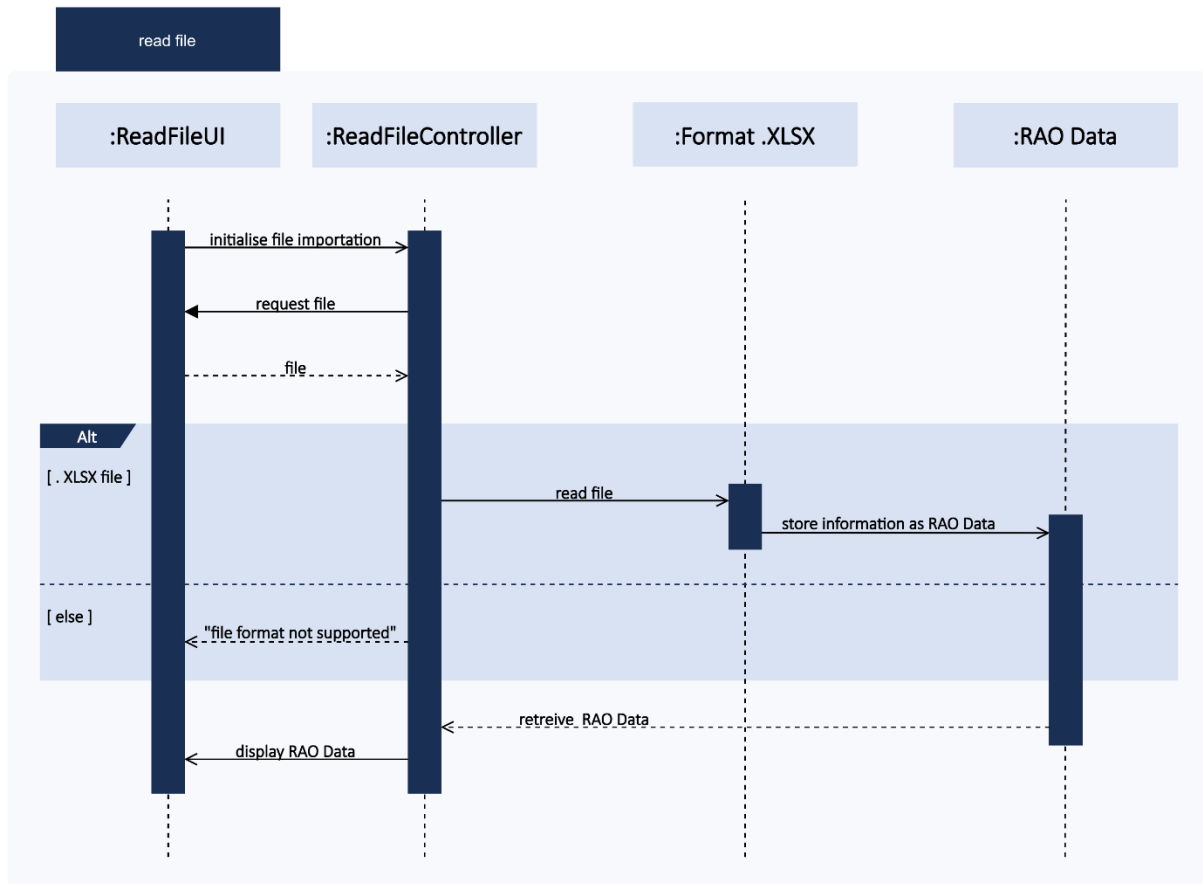 read file
:ReadFileUI
:ReadFileController
:Format .XLSX
:RAO Data
initialise file importation
request file
file
Alt
[ . XLSX file ]
read file
store information as RAO Data
[ else ]
"file format not supported"
retreive RAO Data
display RAO Data